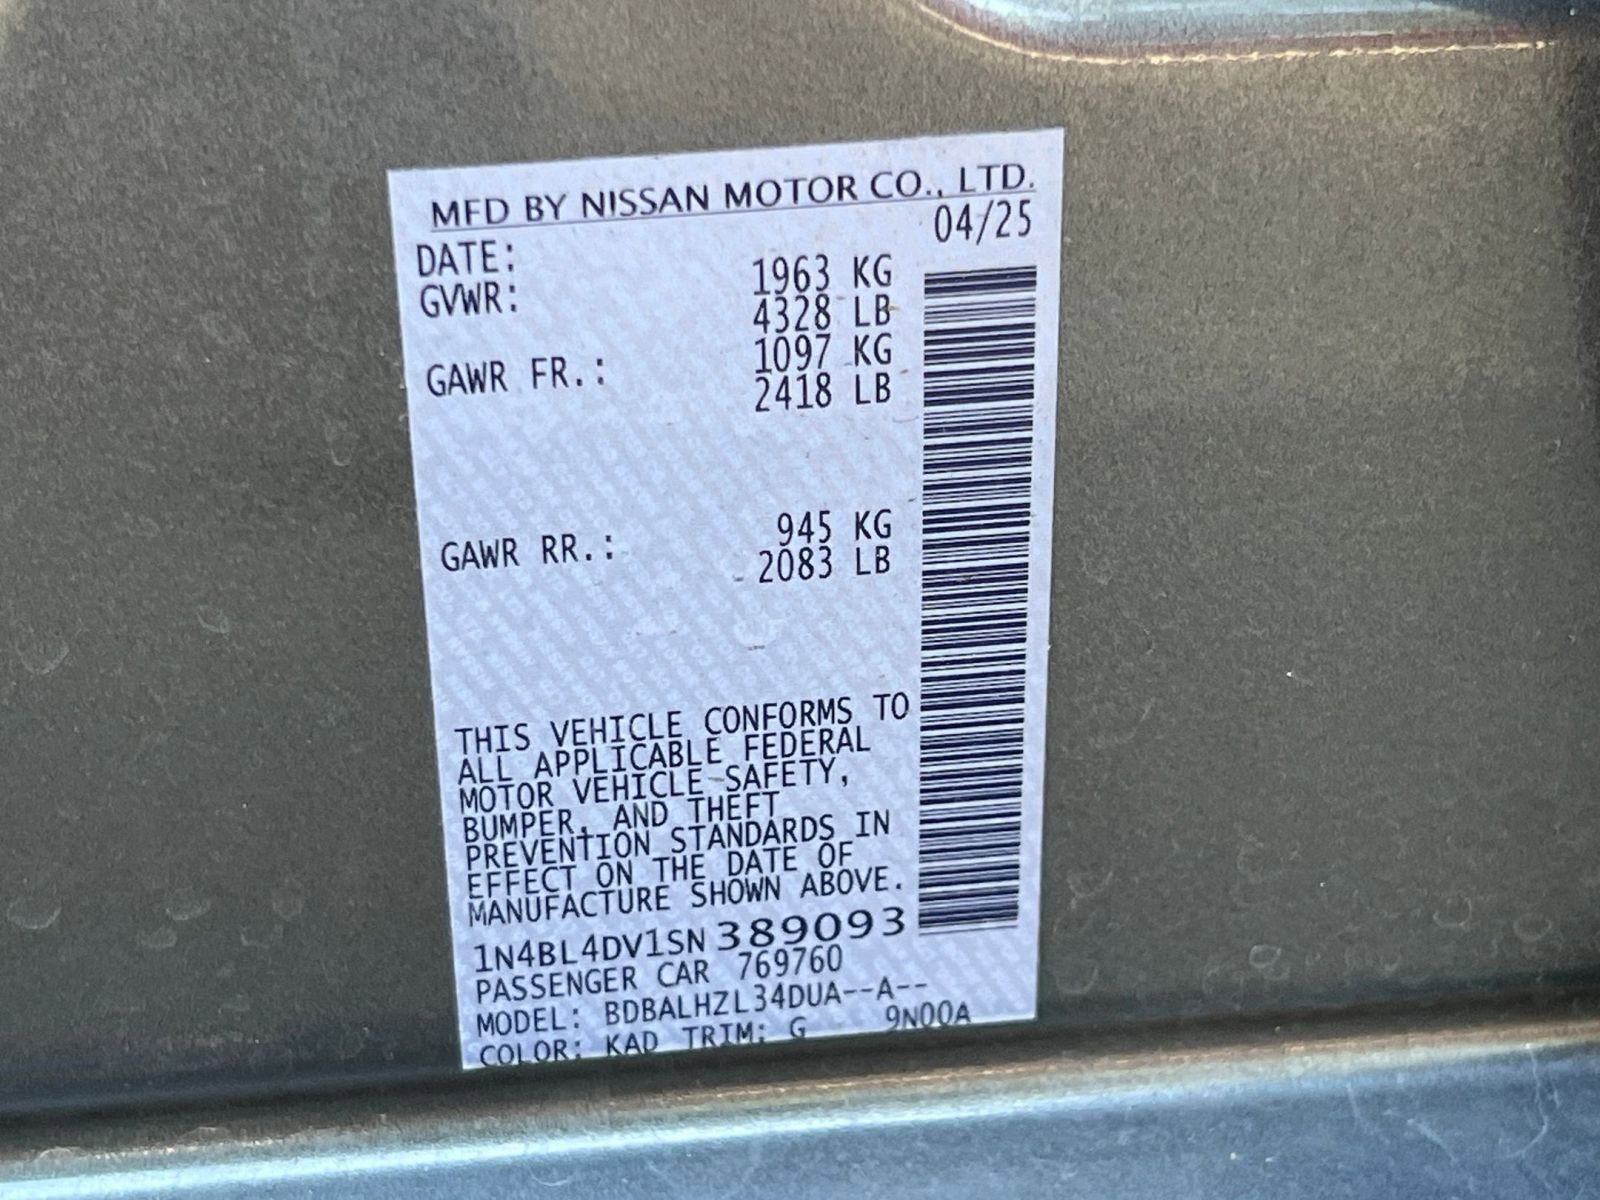 MFD BY NISSAN MOTOR CO., LTD.
DATE: 04/25
GVWR: 1963 KG
4328 LB
GAWR FR.: 1097 KG
2418 LB
GAWR RR.: 945 KG
2083 LB
THIS VEHICLE CONFORMS TO
ALL APPLICABLE FEDERAL
MOTOR VEHICLE SAFETY,
BUMPER, AND THEFT
PREVENTION STANDARDS IN
EFFECT ON THE DATE OF
MANUFACTURE SHOWN ABOVE.
1N4BL4DV1SN389093
PASSENGER CAR 769760
MODEL: BDBALHZL34DUA--A--
COLOR: KAD TRIM: G 9N00A